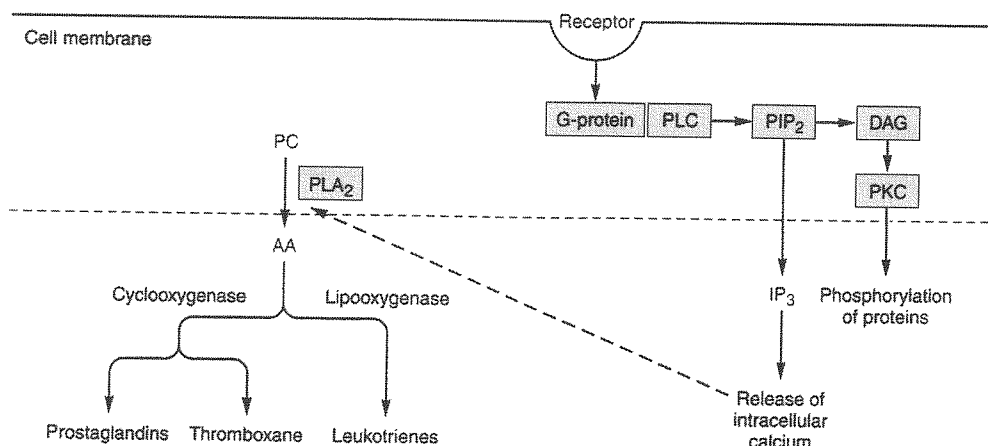 Receptor
Cell membrane
G-protein PLC PIP₂ DAG
PC
PLA₂
PKC
AA
Cyclooxygenase Lipooxygenase
IP₃
Phosphorylation
of proteins
Release of
intracellular
calcium
Prostaglandins Thromboxane Leukotrienes